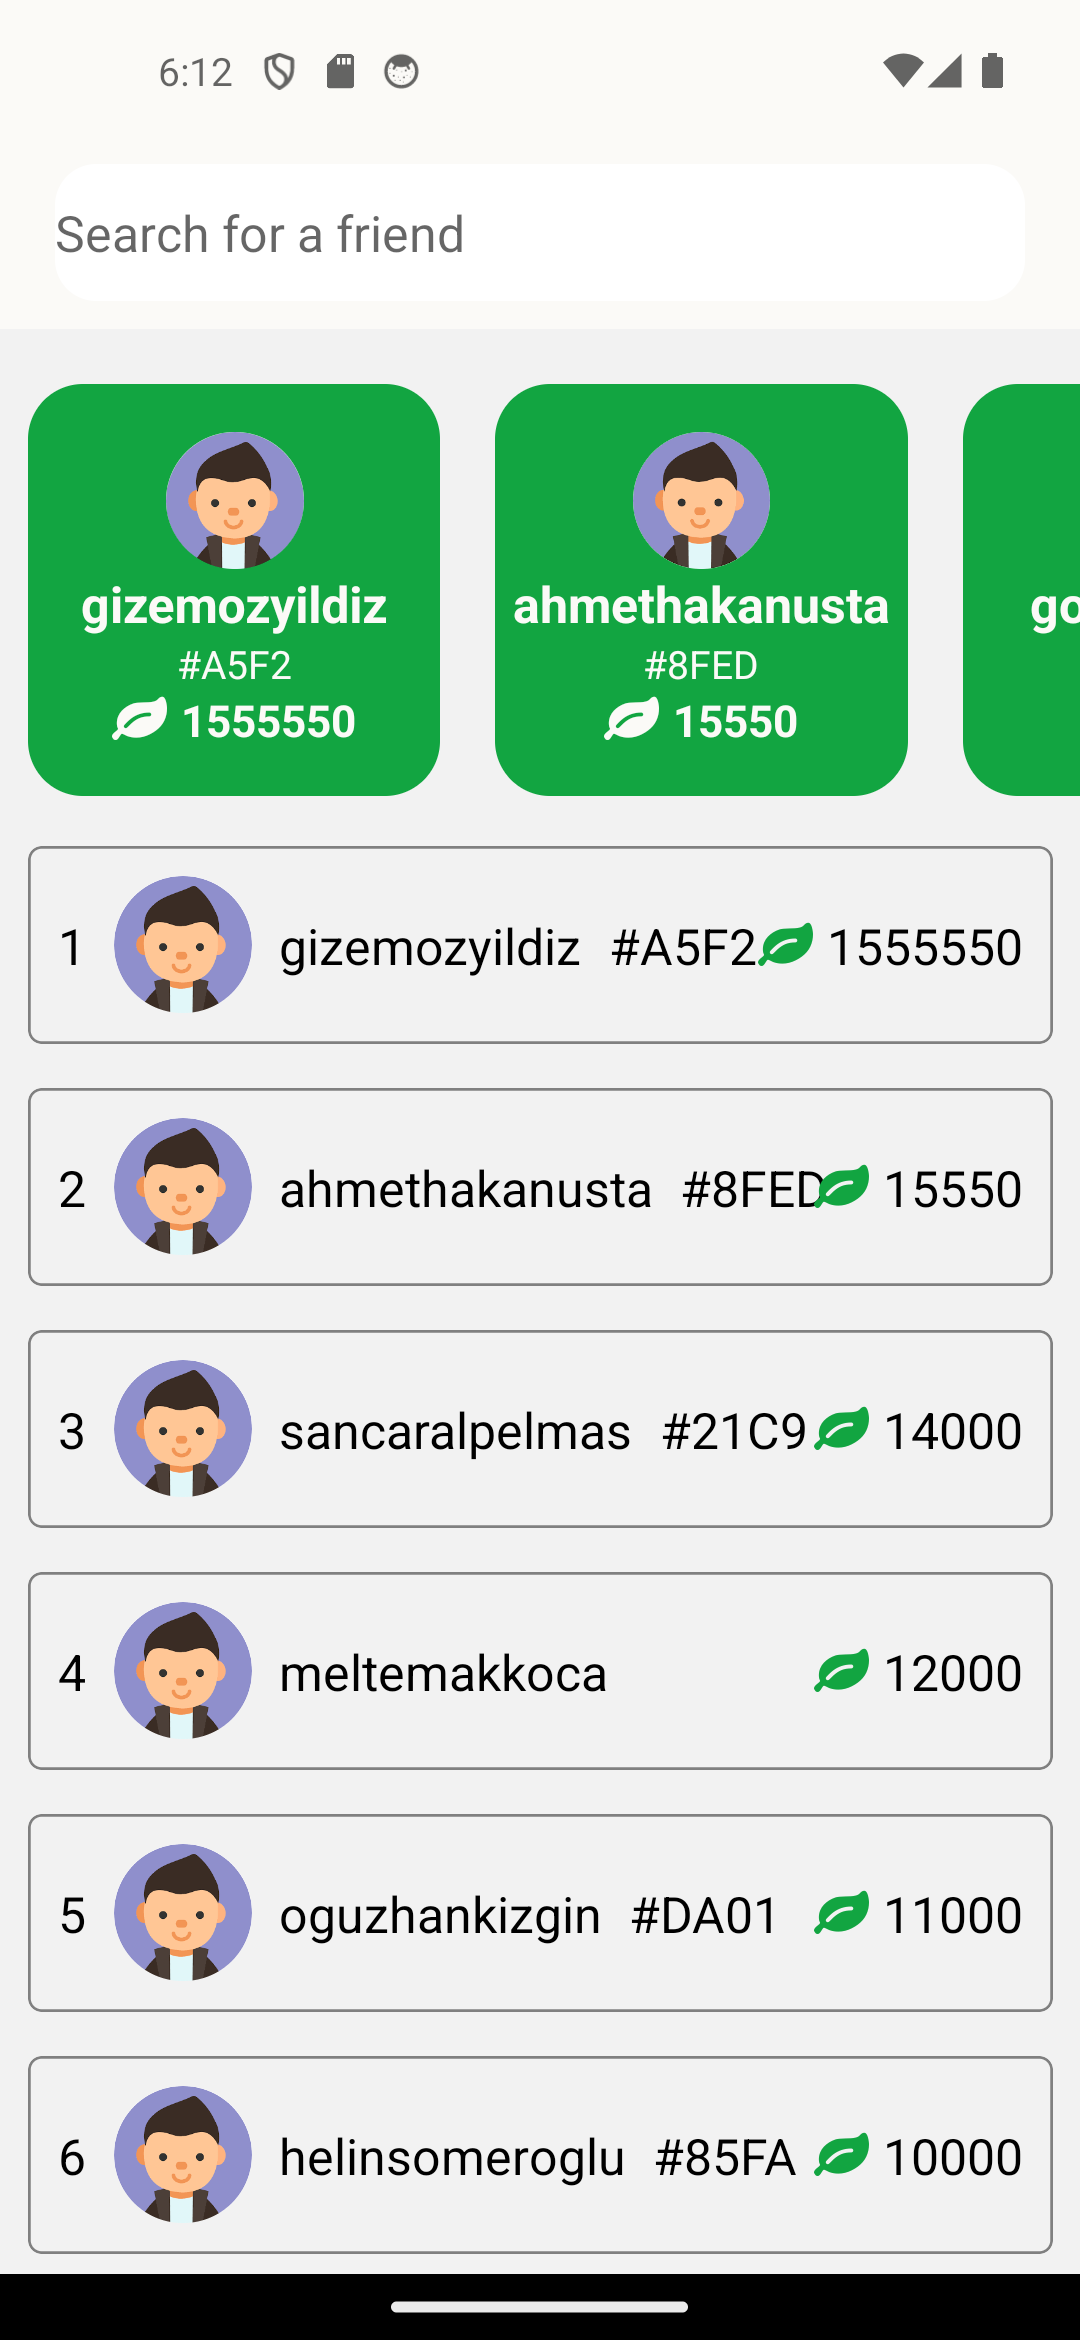 6:12
Search for a friend
gizemozyildiz
#A5F2
1555550
ahmethakanusta
#8FED
15550
go
1 gizemozyildiz #A5F2 1555550
2 ahmethakanusta #8FED 15550
3 sancaralpelmas #21C9 14000
4 meltemakkoca 12000
5 oguzhankizgin #DA01 11000
6 helinsomeroglu #85FA 10000